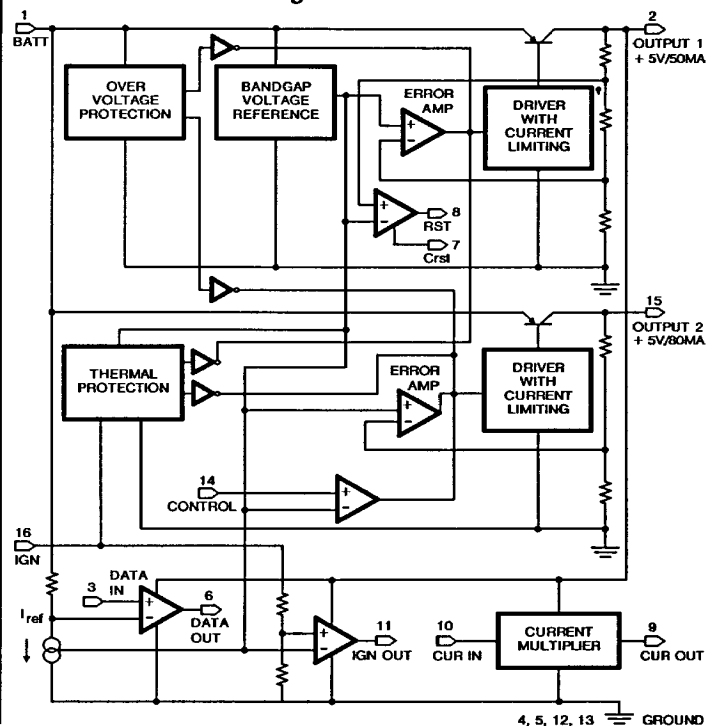 1
BATT
2
OUTPUT 1
+ 5V/50MA
OVER
VOLTAGE
PROTECTION
BANDGAP
VOLTAGE
REFERENCE
ERROR
AMP
+
−
DRIVER
WITH
CURRENT
LIMITING
+
−
8
RST
7
Crst
15
OUTPUT 2
+ 5V/80MA
THERMAL
PROTECTION
ERROR
AMP
+
−
DRIVER
WITH
CURRENT
LIMITING
14
CONTROL
+
−
16
IGN
3
DATA
IN
+
−
6
DATA
OUT
Iref
+
−
11
IGN OUT
10
CUR IN
CURRENT
MULTIPLIER
9
CUR OUT
4, 5, 12, 13
GROUND